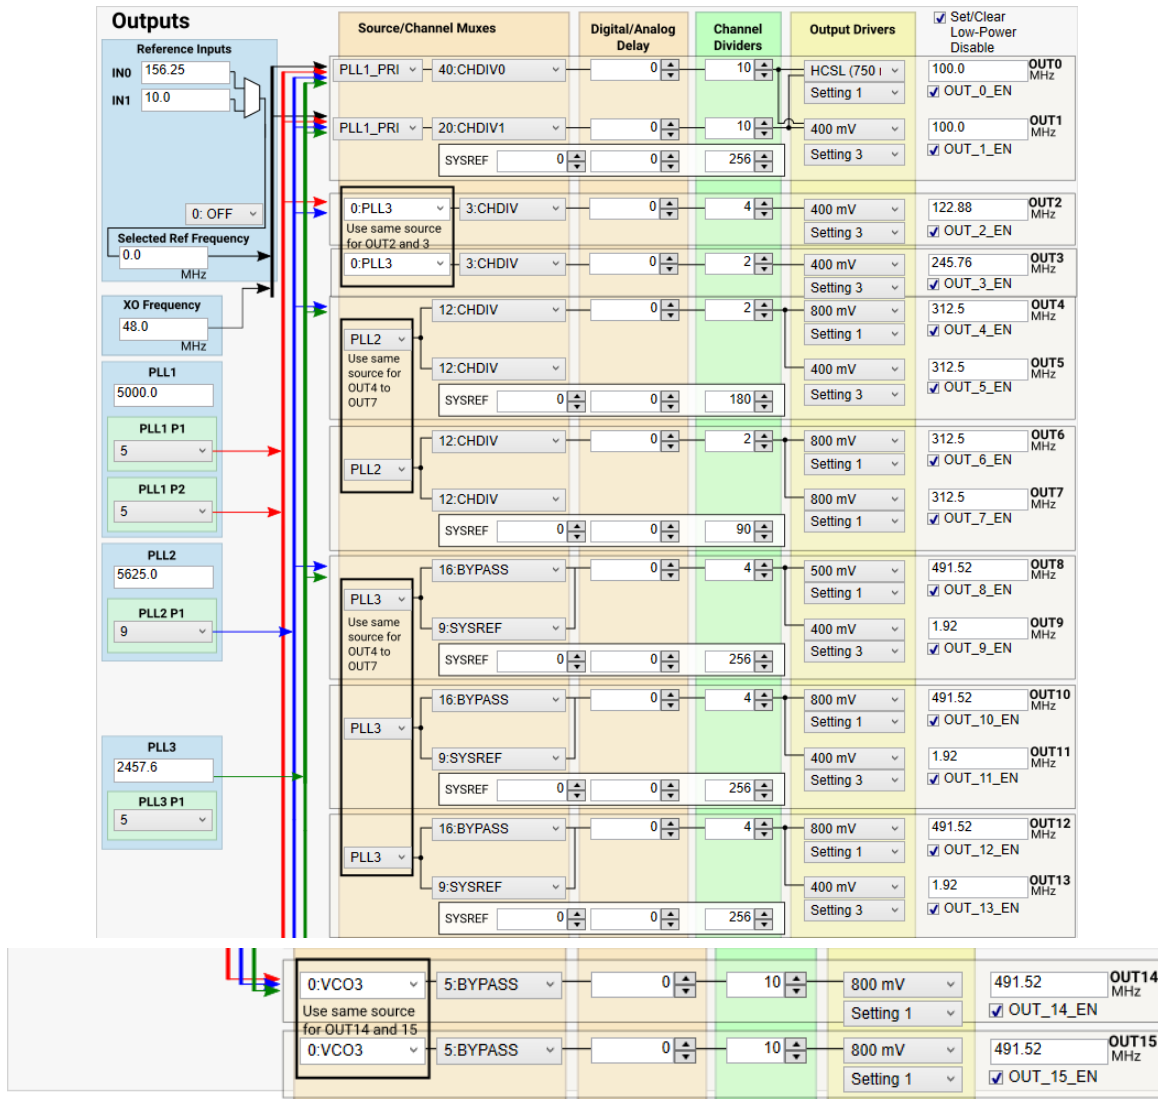 Outputs
Source/Channel Muxes
Digital/Analog
Delay
Channel
Dividers
Output Drivers
Set/Clear
Low-Power
Disable
Reference Inputs
IN0 156.25
IN1 10.0
0: OFF
Selected Ref Frequency
0.0
MHz
XO Frequency
48.0
MHz
PLL1
5000.0
PLL1 P1
5
PLL1 P2
5
PLL2
5625.0
PLL2 P1
9
PLL3
2457.6
PLL3 P1
5
PLL1_PRI 40:CHDIV0 0 10 HCSL (750 100.0 OUT0
MHz
Setting 1 OUT_0_EN
PLL1_PRI 20:CHDIV1 0 10 400 mV 100.0 OUT1
MHz
Setting 3 OUT_1_EN
SYSREF 0 0 256
0:PLL3 3:CHDIV 0 4 400 mV 122.88 OUT2
MHz
Use same source
for OUT2 and 3
Setting 3 OUT_2_EN
0:PLL3 3:CHDIV 0 2 400 mV 245.76 OUT3
MHz
Setting 3 OUT_3_EN
12:CHDIV 0 2 800 mV 312.5 OUT4
MHz
PLL2 Setting 1 OUT_4_EN
Use same
source for
OUT4 to
OUT7
12:CHDIV 400 mV 312.5 OUT5
MHz
Setting 3 OUT_5_EN
SYSREF 0 0 180
12:CHDIV 0 2 800 mV 312.5 OUT6
MHz
PLL2 Setting 1 OUT_6_EN
12:CHDIV 800 mV 312.5 OUT7
MHz
Setting 1 OUT_7_EN
SYSREF 0 0 90
16:BYPASS 0 4 500 mV 491.52 OUT8
MHz
PLL3 Setting 1 OUT_8_EN
Use same
source for
OUT4 to
OUT7
9:SYSREF 400 mV 1.92 OUT9
MHz
Setting 3 OUT_9_EN
SYSREF 0 0 256
16:BYPASS 0 4 800 mV 491.52 OUT10
MHz
PLL3 Setting 1 OUT_10_EN
9:SYSREF 400 mV 1.92 OUT11
MHz
Setting 3 OUT_11_EN
SYSREF 0 0 256
16:BYPASS 0 4 800 mV 491.52 OUT12
MHz
PLL3 Setting 1 OUT_12_EN
9:SYSREF 400 mV 1.92 OUT13
MHz
Setting 3 OUT_13_EN
SYSREF 0 0 256
0:VCO3 5:BYPASS 0 10 800 mV 491.52 OUT14
MHz
Use same source
for OUT14 and 15
Setting 1 OUT_14_EN
0:VCO3 5:BYPASS 0 10 800 mV 491.52 OUT15
MHz
Setting 1 OUT_15_EN